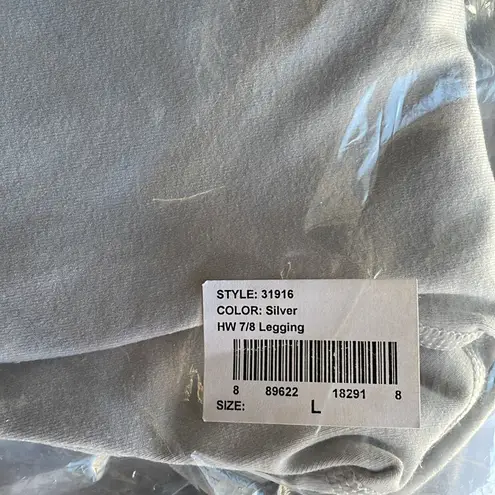 STYLE: 31916
COLOR: Silver
HW 7/8 Legging
8 89622 18291 8
SIZE: L